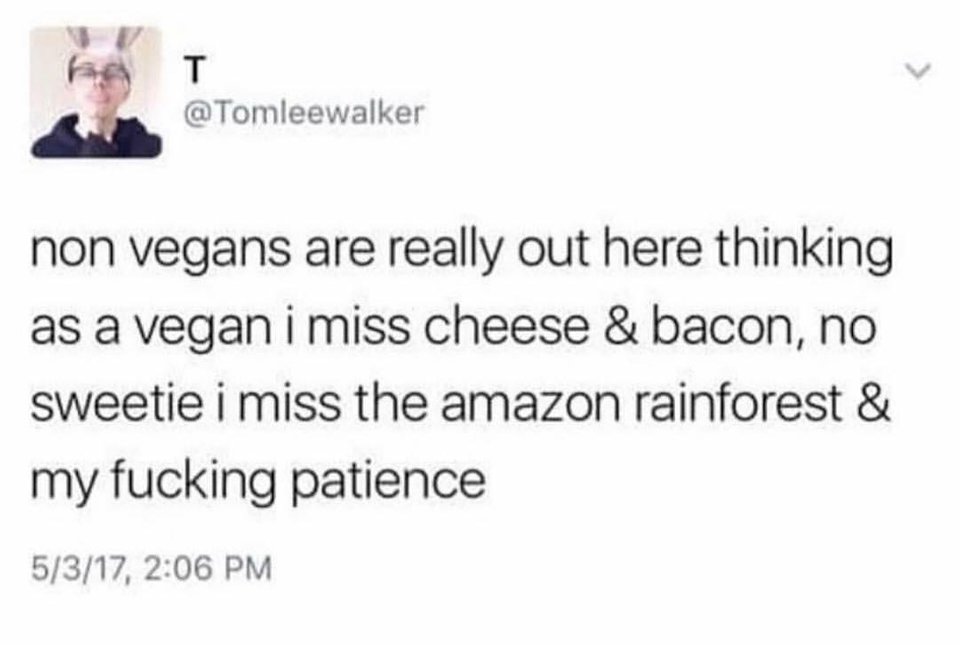 T
@Tomleewalker
non vegans are really out here thinking
as a vegan i miss cheese & bacon, no
sweetie i miss the amazon rainforest &
my fucking patience
5/3/17, 2:06 PM